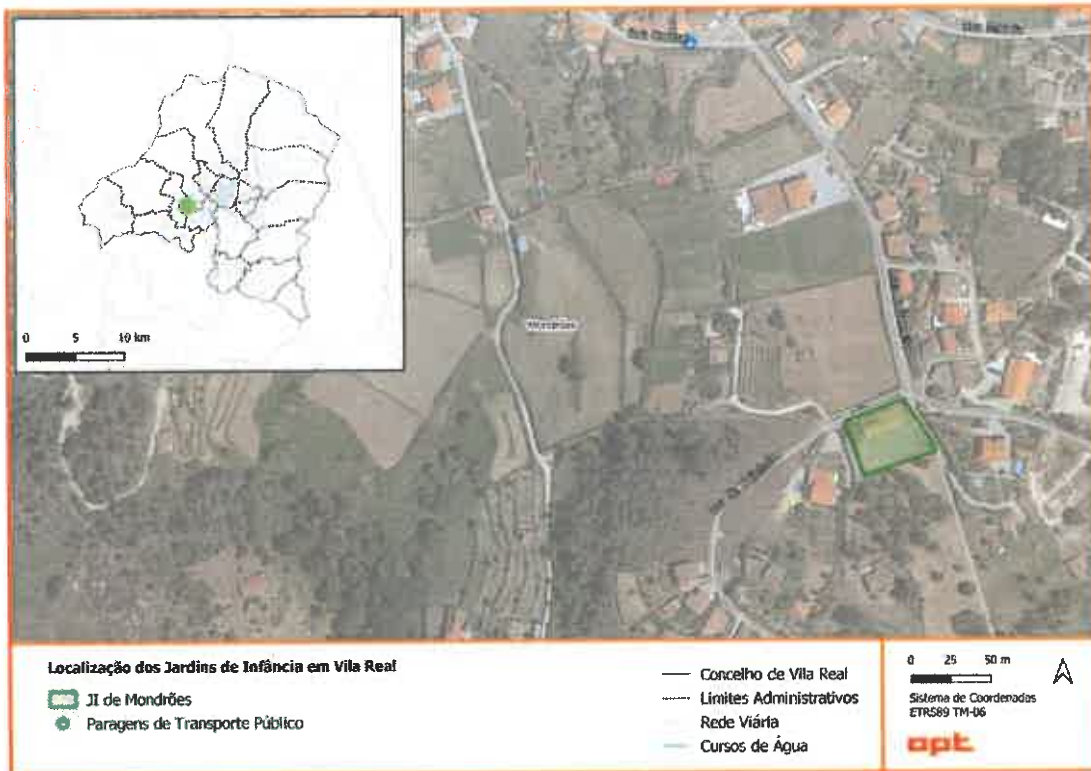 0 5 10 km
Mondrões
Localização dos Jardins de Infância em Vila Real
JI de Mondrões
Paragens de Transporte Público
Concelho de Vila Real
Limites Administrativos
Rede Viária
Cursos de Água
0 25 50 m
Sistema de Coordenadas
ETRS89 TM-06
opt